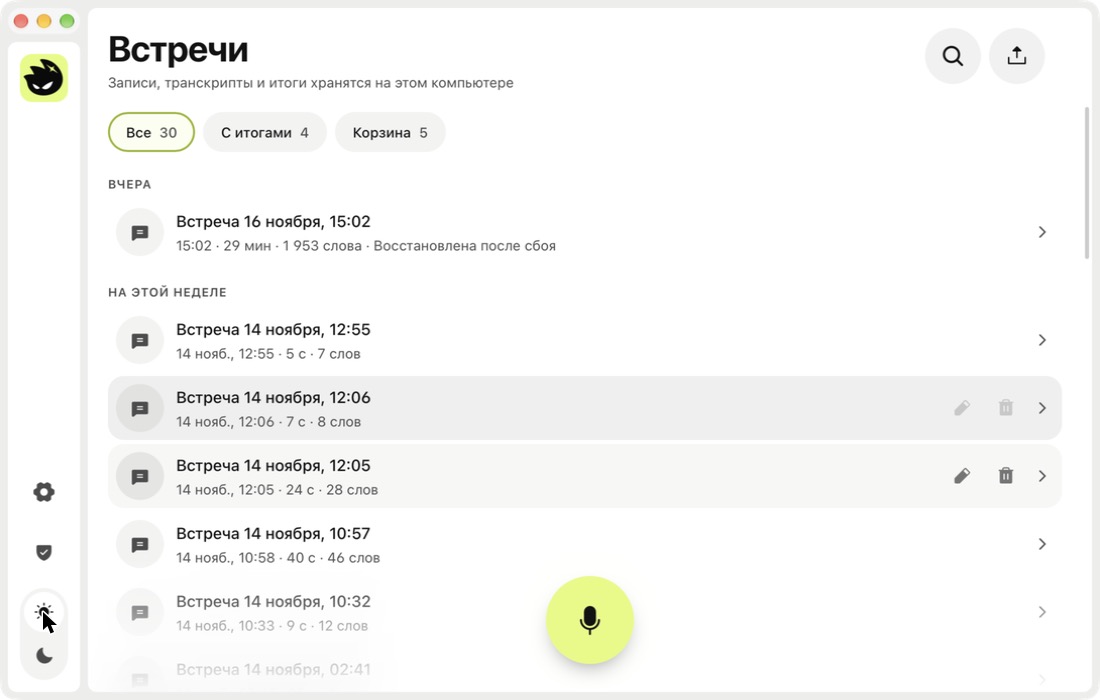 Встречи
Записи, транскрипты и итоги хранятся на этом компьютере
Все 30
С итогами 4
Корзина 5
ВЧЕРА
Встреча 16 ноября, 15:02
15:02 · 29 мин · 1 953 слова · Восстановлена после сбоя
НА ЭТОЙ НЕДЕЛЕ
Встреча 14 ноября, 12:55
14 нояб., 12:55 · 5 с · 7 слов
Встреча 14 ноября, 12:06
14 нояб., 12:06 · 7 с · 8 слов
Встреча 14 ноября, 12:05
14 нояб., 12:05 · 24 с · 28 слов
Встреча 14 ноября, 10:57
14 нояб., 10:58 · 40 с · 46 слов
Встреча 14 ноября, 10:32
14 нояб., 10:33 · 9 с · 12 слов
Встреча 14 ноября, 02:41